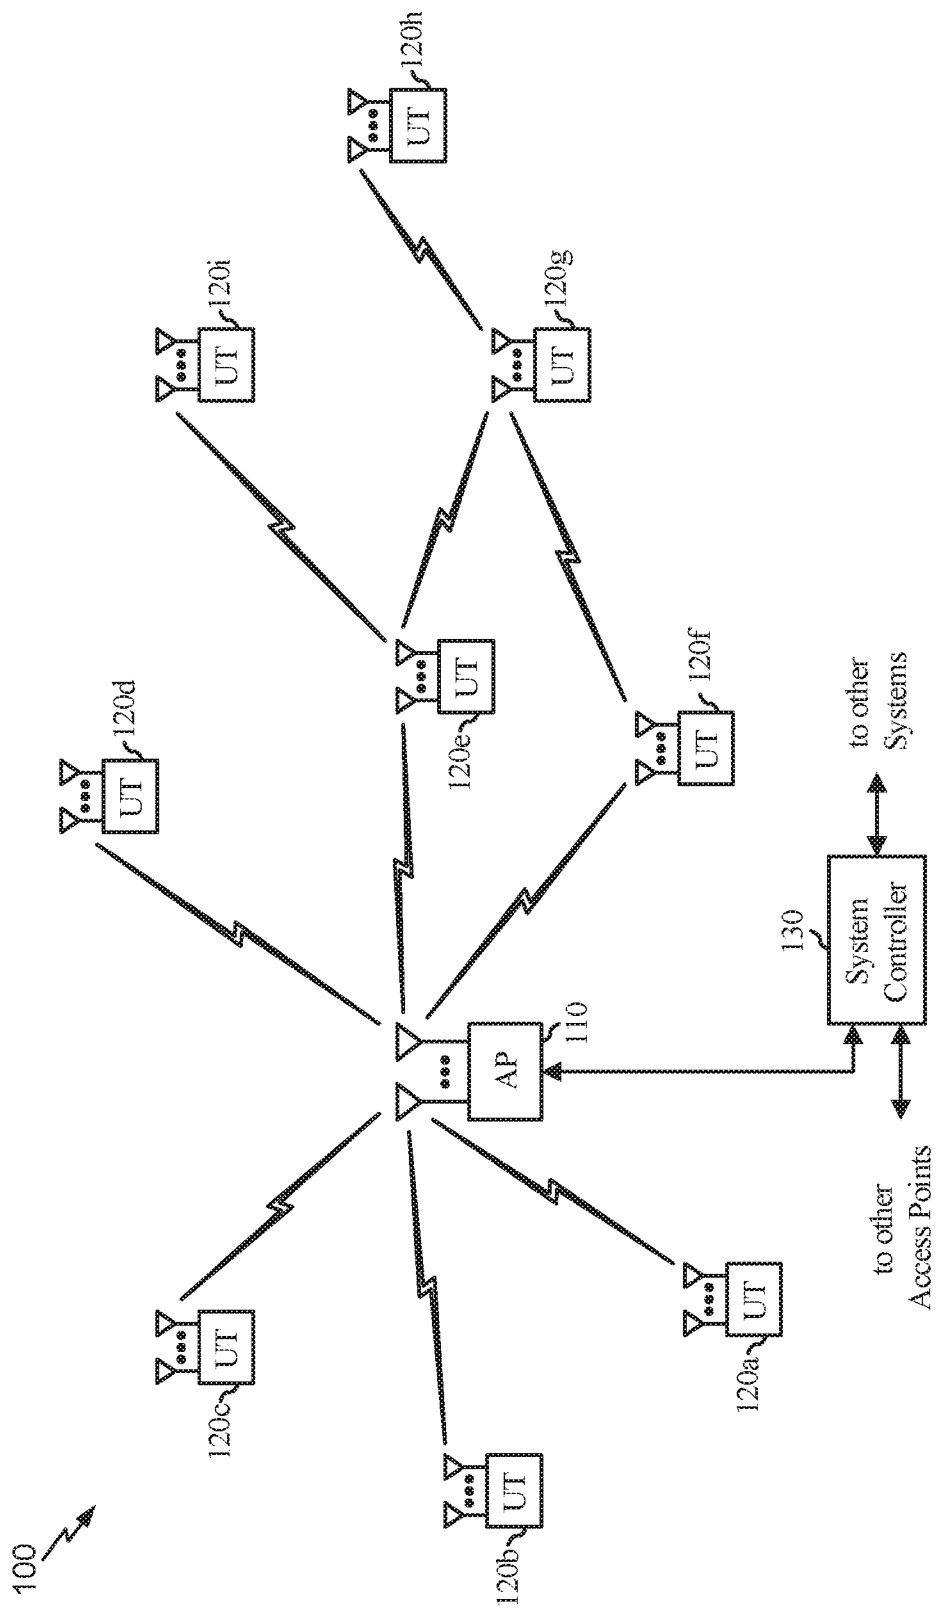 100
120d
UT
120i
UT
120h
UT
120c
UT
120b
UT
AP
110
120e
UT
120g
UT
120a
UT
120f
UT
130
System
Controller
to other
Systems
to other
Access Points